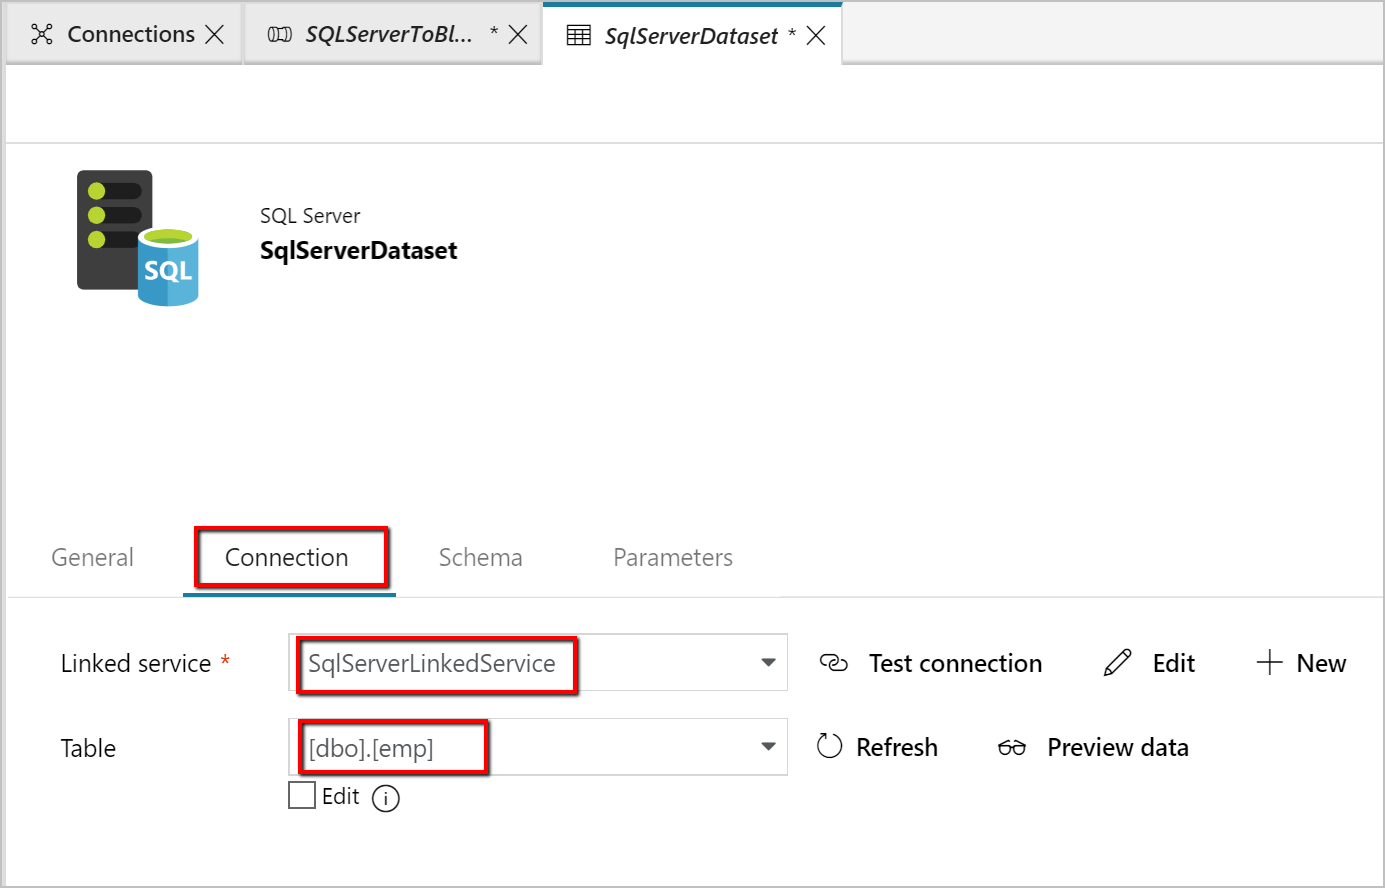 Connections SQLServerToBl... * SqlServerDataset *
SQL Server
SqlServerDataset
SQL
General Connection Schema Parameters
Linked service * SqlServerLinkedService Test connection Edit New
Table [dbo].[emp] Refresh Preview data
Edit